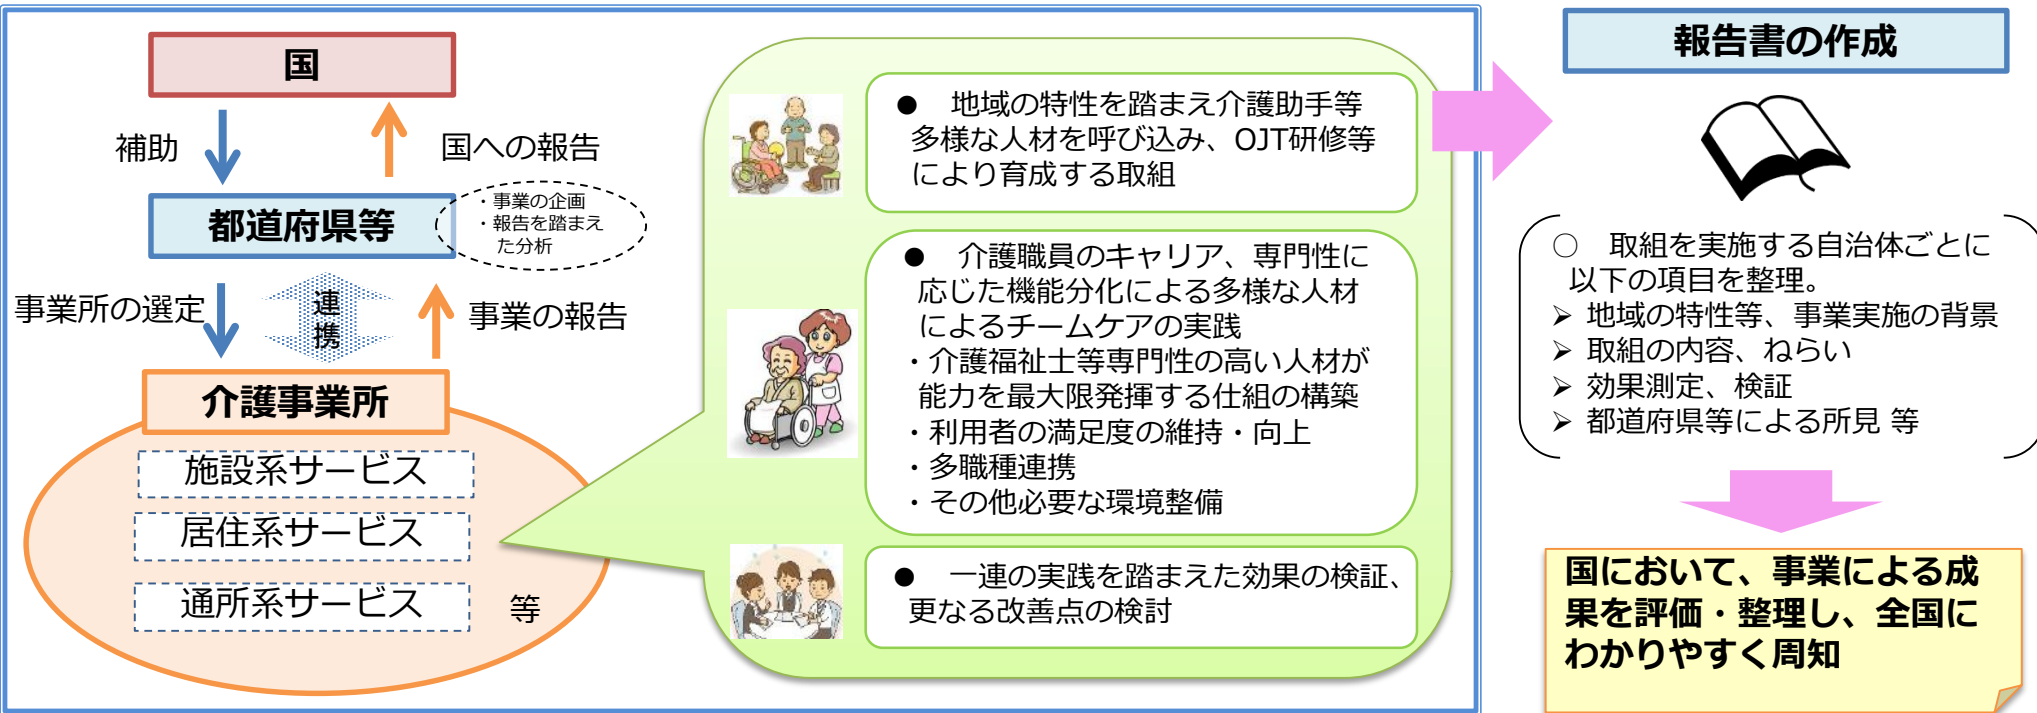 国
補助
国への報告
都道府県等
・事業の企画
・報告を踏まえ
た分析
事業所の選定
連
携
事業の報告
介護事業所
施設系サービス
居住系サービス
通所系サービス
等
● 地域の特性を踏まえ介護助手等
多様な人材を呼び込み、OJT研修等
により育成する取組
● 介護職員のキャリア、専門性に
応じた機能分化による多様な人材
によるチームケアの実践
・介護福祉士等専門性の高い人材が
能力を最大限発揮する仕組の構築
・利用者の満足度の維持・向上
・多職種連携
・その他必要な環境整備
● 一連の実践を踏まえた効果の検証、
更なる改善点の検討
報告書の作成
○ 取組を実施する自治体ごとに
以下の項目を整理。
➢ 地域の特性等、事業実施の背景
➢ 取組の内容、ねらい
➢ 効果測定、検証
➢ 都道府県等による所見 等
国において、事業による成
果を評価・整理し、全国に
わかりやすく周知